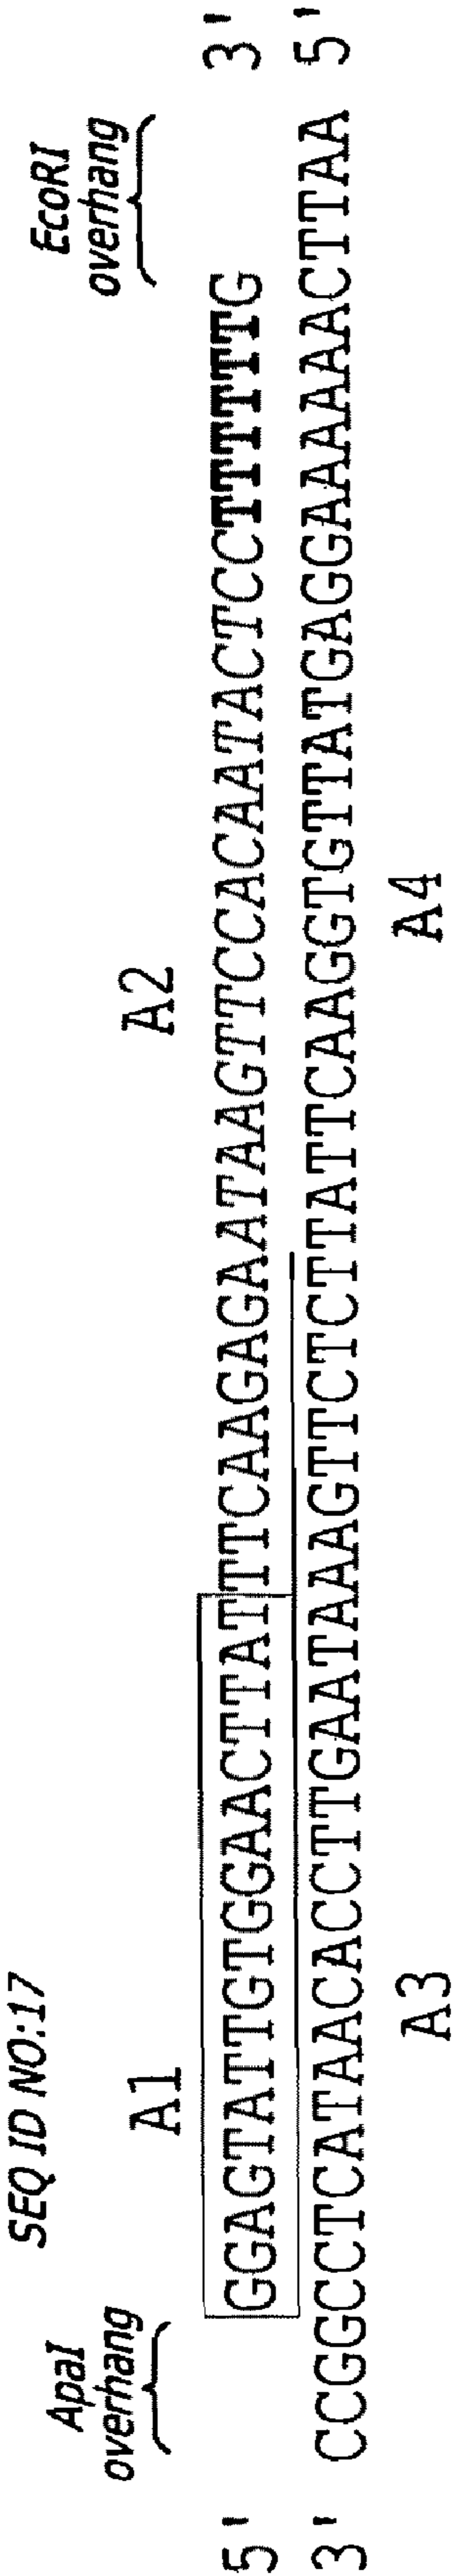 SEQ ID NO:17
ApaI overhang
A1
A2
EcoRI overhang
5' GGAGTATTGTGGAACTTATTTCAAGAGAATAAGTTCCACAATACTCCTTTTTTG 3'
3' CCGGCCTCATAACACCTTGAATAAAGTTCTCTTATTCAAGGTGTTATGAGGAAAAAACTTAA 5'
A3
A4